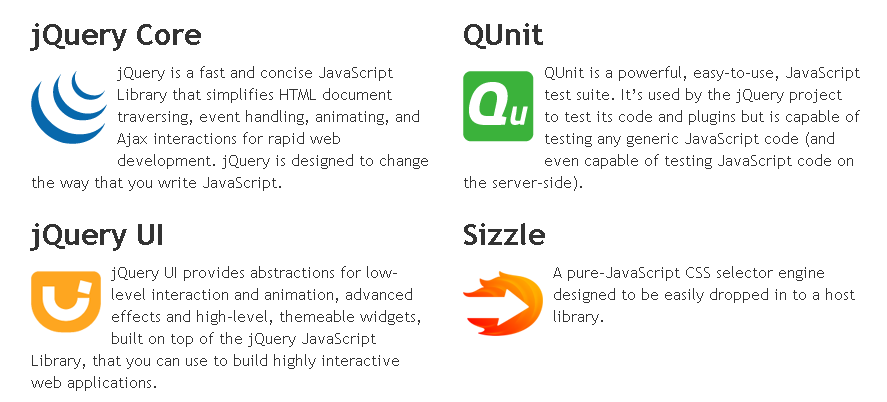 jQuery Core
jQuery is a fast and concise JavaScript
Library that simplifies HTML document
traversing, event handling, animating, and
Ajax interactions for rapid web
development. jQuery is designed to change
the way that you write JavaScript.
QUnit
Qu
QUnit is a powerful, easy-to-use, JavaScript
test suite. It’s used by the jQuery project
to test its code and plugins but is capable of
testing any generic JavaScript code (and
even capable of testing JavaScript code on
the server-side).
jQuery UI
jQuery UI provides abstractions for low-
level interaction and animation, advanced
effects and high-level, themeable widgets,
built on top of the jQuery JavaScript
Library, that you can use to build highly interactive
web applications.
Sizzle
A pure-JavaScript CSS selector engine
designed to be easily dropped in to a host
library.